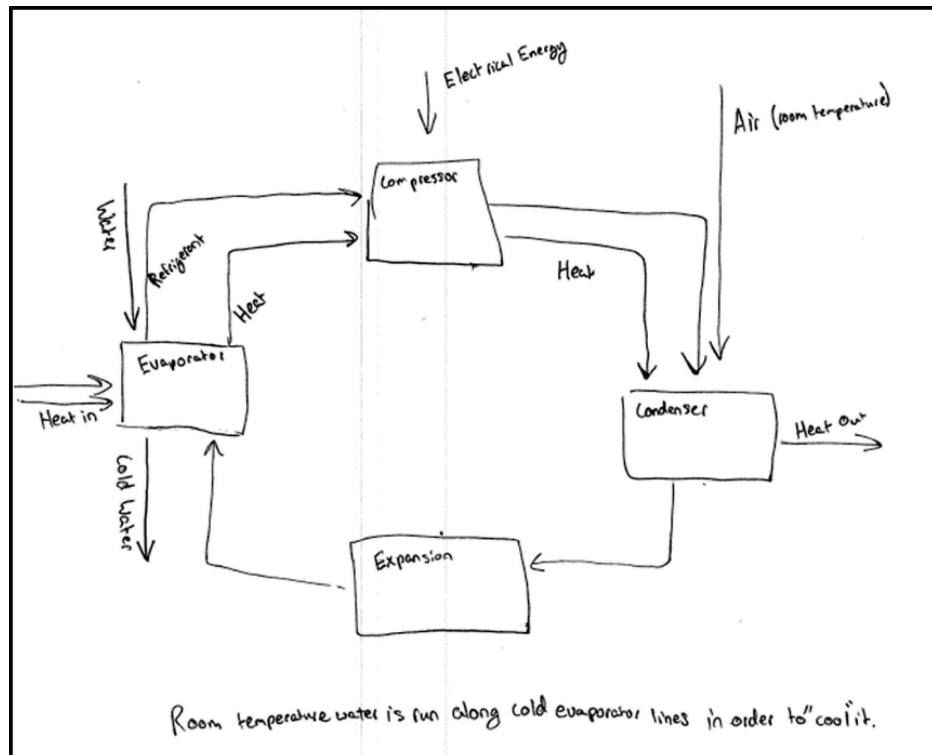 Electrical Energy
Air (room temperature)
Compressor
Water
Refrigerant
Heat
Heat
Evaporator
Heat in
Condenser
Heat Out
Cold Water
Expansion
Room temperature water is run along cold evaporator lines in order to "cool" it.